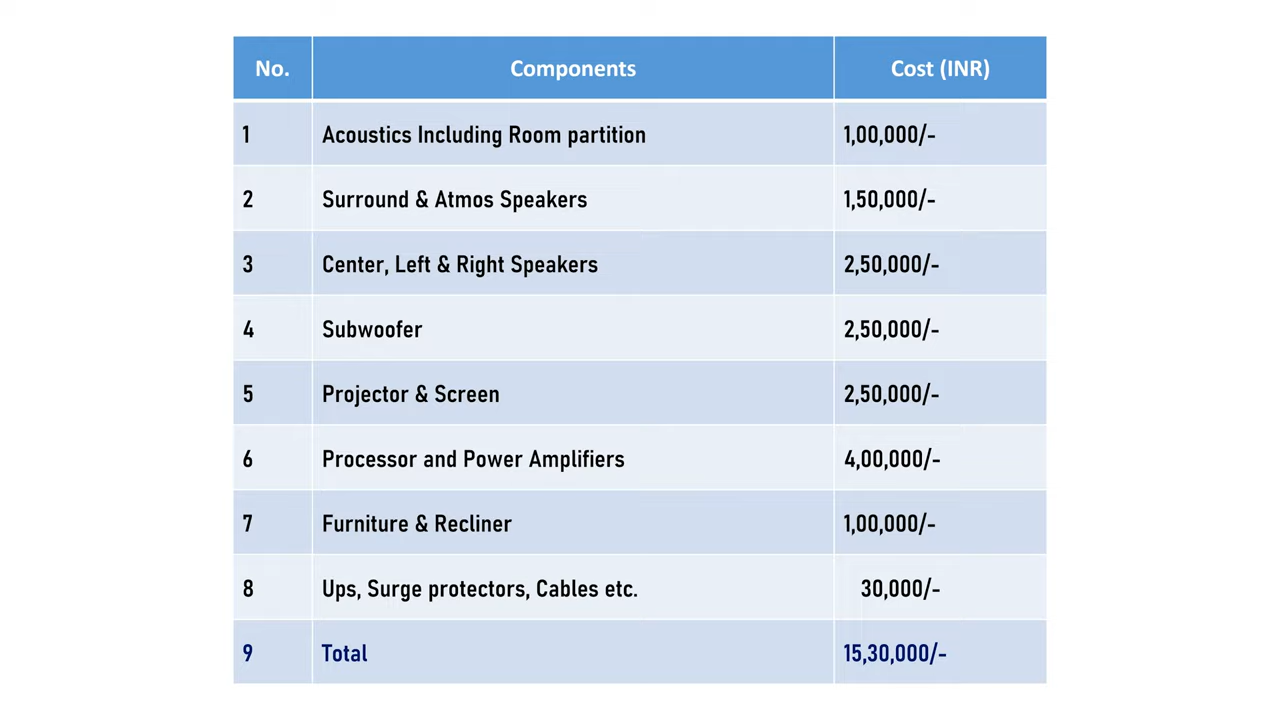 No. Components Cost (INR)
1 Acoustics Including Room partition 1,00,000/-
2 Surround & Atmos Speakers 1,50,000/-
3 Center, Left & Right Speakers 2,50,000/-
4 Subwoofer 2,50,000/-
5 Projector & Screen 2,50,000/-
6 Processor and Power Amplifiers 4,00,000/-
7 Furniture & Recliner 1,00,000/-
8 Ups, Surge protectors, Cables etc. 30,000/-
9 Total 15,30,000/-